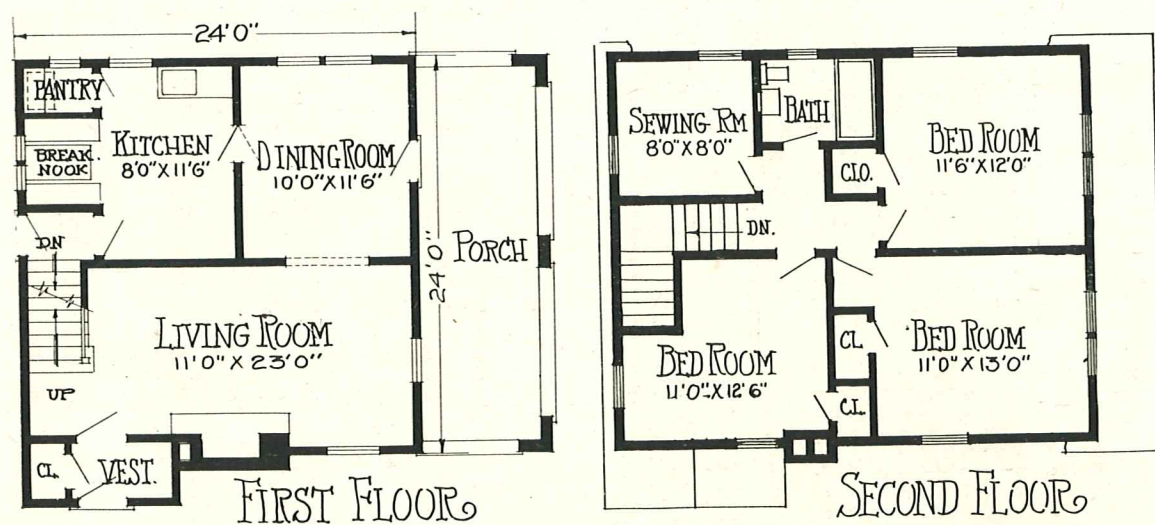 24'0"
PANTRY
KITCHEN
8'0" X 11'6"
BREAK.
NOOK
DINING ROOM
10'0" X 11'6"
DN
24'0"
PORCH
LIVING ROOM
11'0" X 23'0"
UP
CL.
VEST.
FIRST FLOOR
SEWING RM
8'0" X 8'0"
BATH
BED ROOM
11'6" X 12'0"
CLO.
DN.
BED ROOM
11'0" X 12'6"
CL.
BED ROOM
11'0" X 13'0"
CL.
SECOND FLOOR